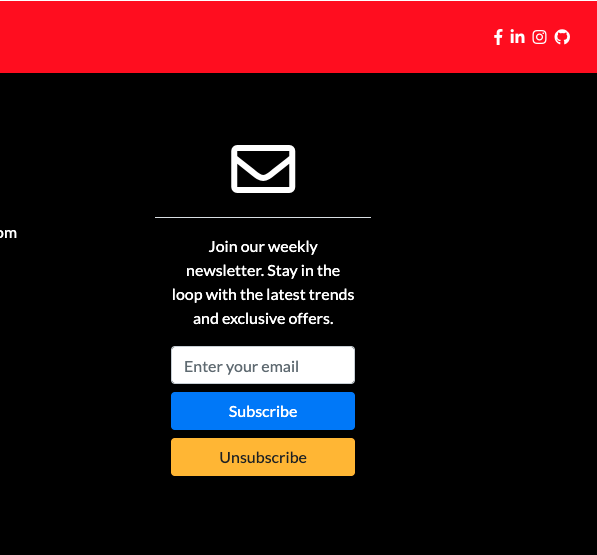 om
Join our weekly
newsletter. Stay in the
loop with the latest trends
and exclusive offers.
Enter your email
Subscribe
Unsubscribe